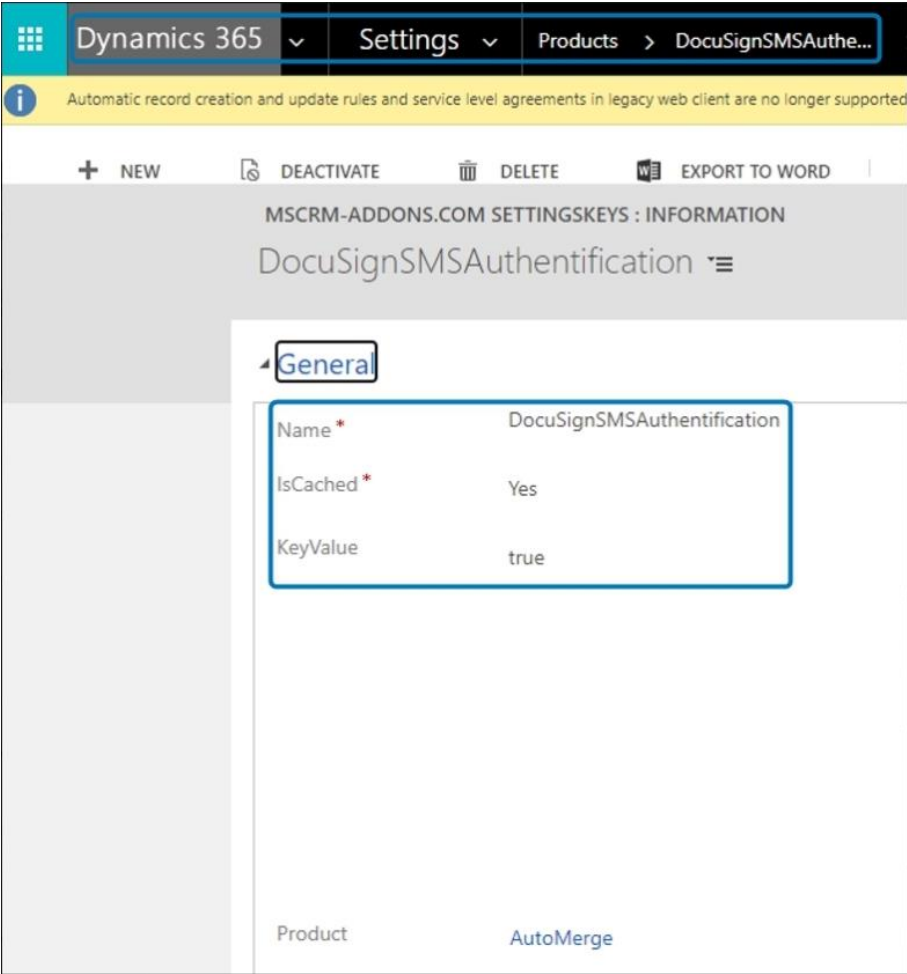 Dynamics 365 Settings Products > DocuSignSMSAuthe...
Automatic record creation and update rules and service level agreements in legacy web client are no longer supported
+ NEW DEACTIVATE DELETE EXPORT TO WORD
MSCRM-ADDONS.COM SETTINGSKEYS : INFORMATION
DocuSignSMSAuthentification
General
Name * DocuSignSMSAuthentification
IsCached * Yes
KeyValue true
Product AutoMerge